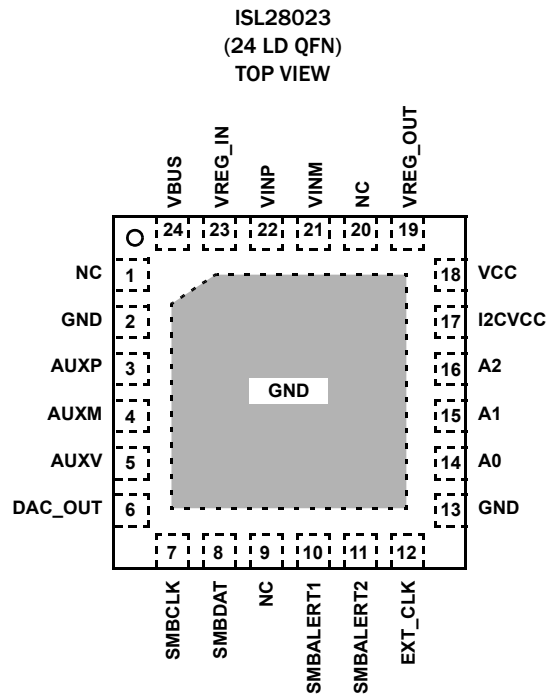 ISL28023
(24 LD QFN)
TOP VIEW
VBUS
VREG_IN
VINP
VINM
NC
VREG_OUT
24
23
22
21
20
19
NC 1
18 VCC
GND 2
17 I2CVCC
AUXP 3
16 A2
GND
AUXM 4
15 A1
AUXV 5
14 A0
DAC_OUT 6
13 GND
7
8
9
10
11
12
SMBCLK
SMBDAT
NC
SMBALERT1
SMBALERT2
EXT_CLK